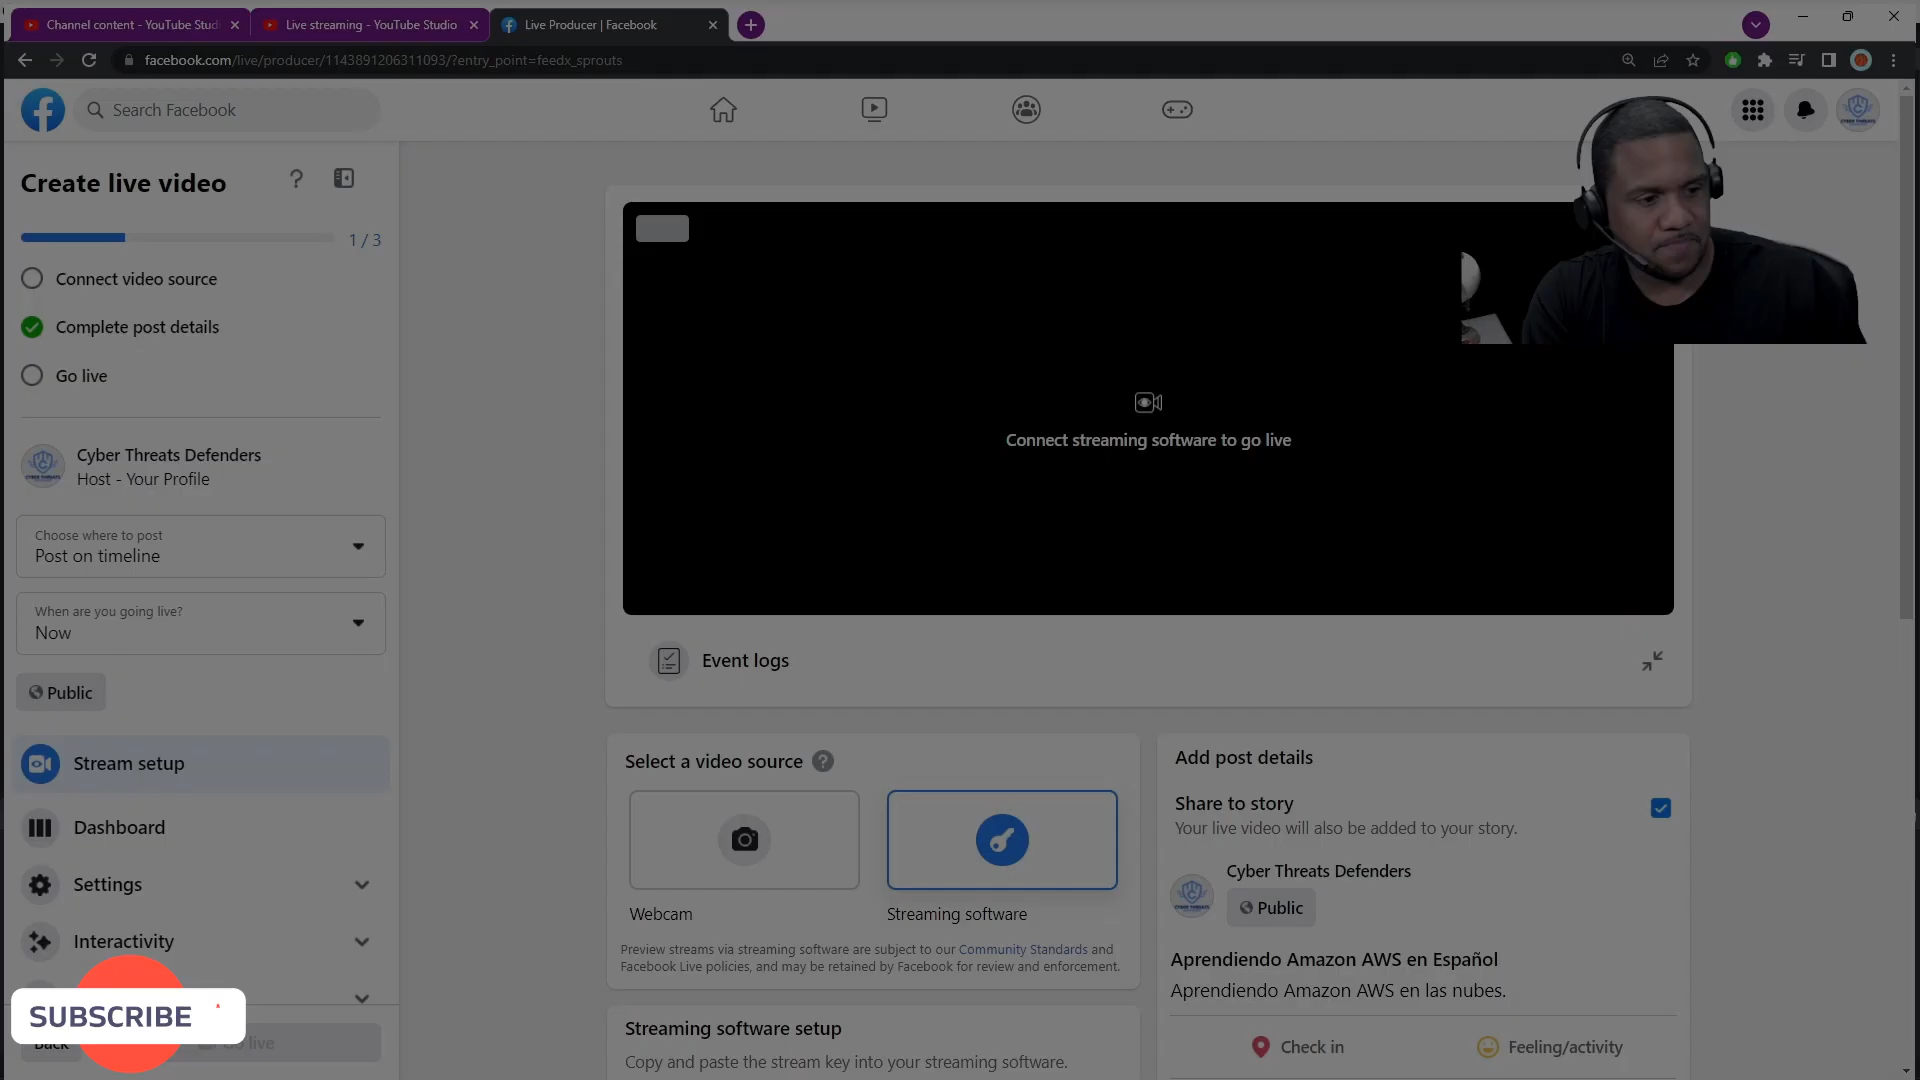 Channel content - YouTube Stud
Live streaming - YouTube Studio
Live Producer | Facebook
facebook.com/live/producer/1143891206311093/?entry_point=feedx_sprouts
Search Facebook
Create live video
1 / 3
Connect video source
Complete post details
Go live
Cyber Threats Defenders
Host - Your Profile
Choose where to post
Post on timeline
When are you going live?
Now
Public
Stream setup
Dashboard
Settings
Interactivity
SUBSCRIBE
Back
live
Connect streaming software to go live
Event logs
Select a video source
Webcam
Streaming software
Preview streams via streaming software are subject to our Community Standards and
Facebook Live policies, and may be retained by Facebook for review and enforcement.
Streaming software setup
Copy and paste the stream key into your streaming software.
Add post details
Share to story
Your live video will also be added to your story.
Cyber Threats Defenders
Public
Aprendiendo Amazon AWS en Español
Aprendiendo Amazon AWS en las nubes.
Check in
Feeling/activity